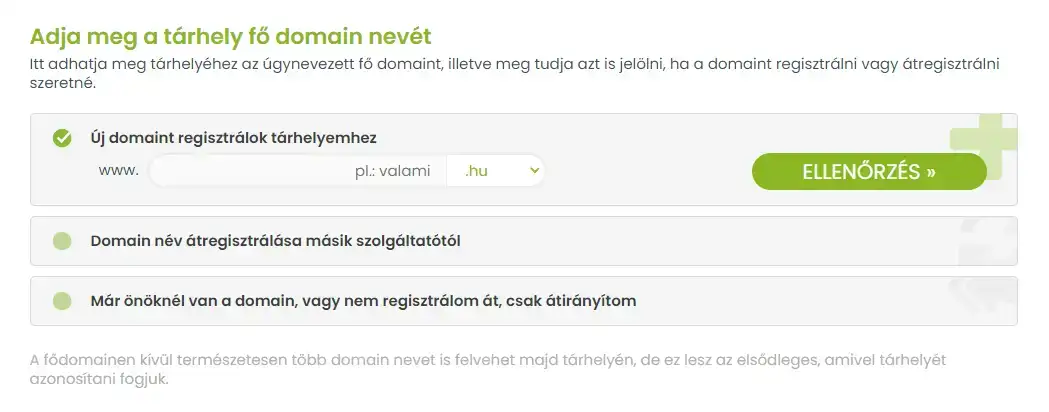 Adja meg a tárhely fő domain nevét
Itt adhatja meg tárhelyéhez az úgynevezett fő domaint, illetve meg tudja azt is jelölni, ha a domaint regisztrálni vagy átregisztrálni
szeretné.
Új domaint regisztrálok tárhelyemhez
www. pl.: valami .hu ELLENŐRZÉS »
Domain név átregisztrálása másik szolgáltatótól
Már önöknél van a domain, vagy nem regisztrálom át, csak átirányítom
A fődomainen kívül természetesen több domain nevet is felvehet majd tárhelyén, de ez lesz az elsődleges, amivel tárhelyét
azonosítani fogjuk.